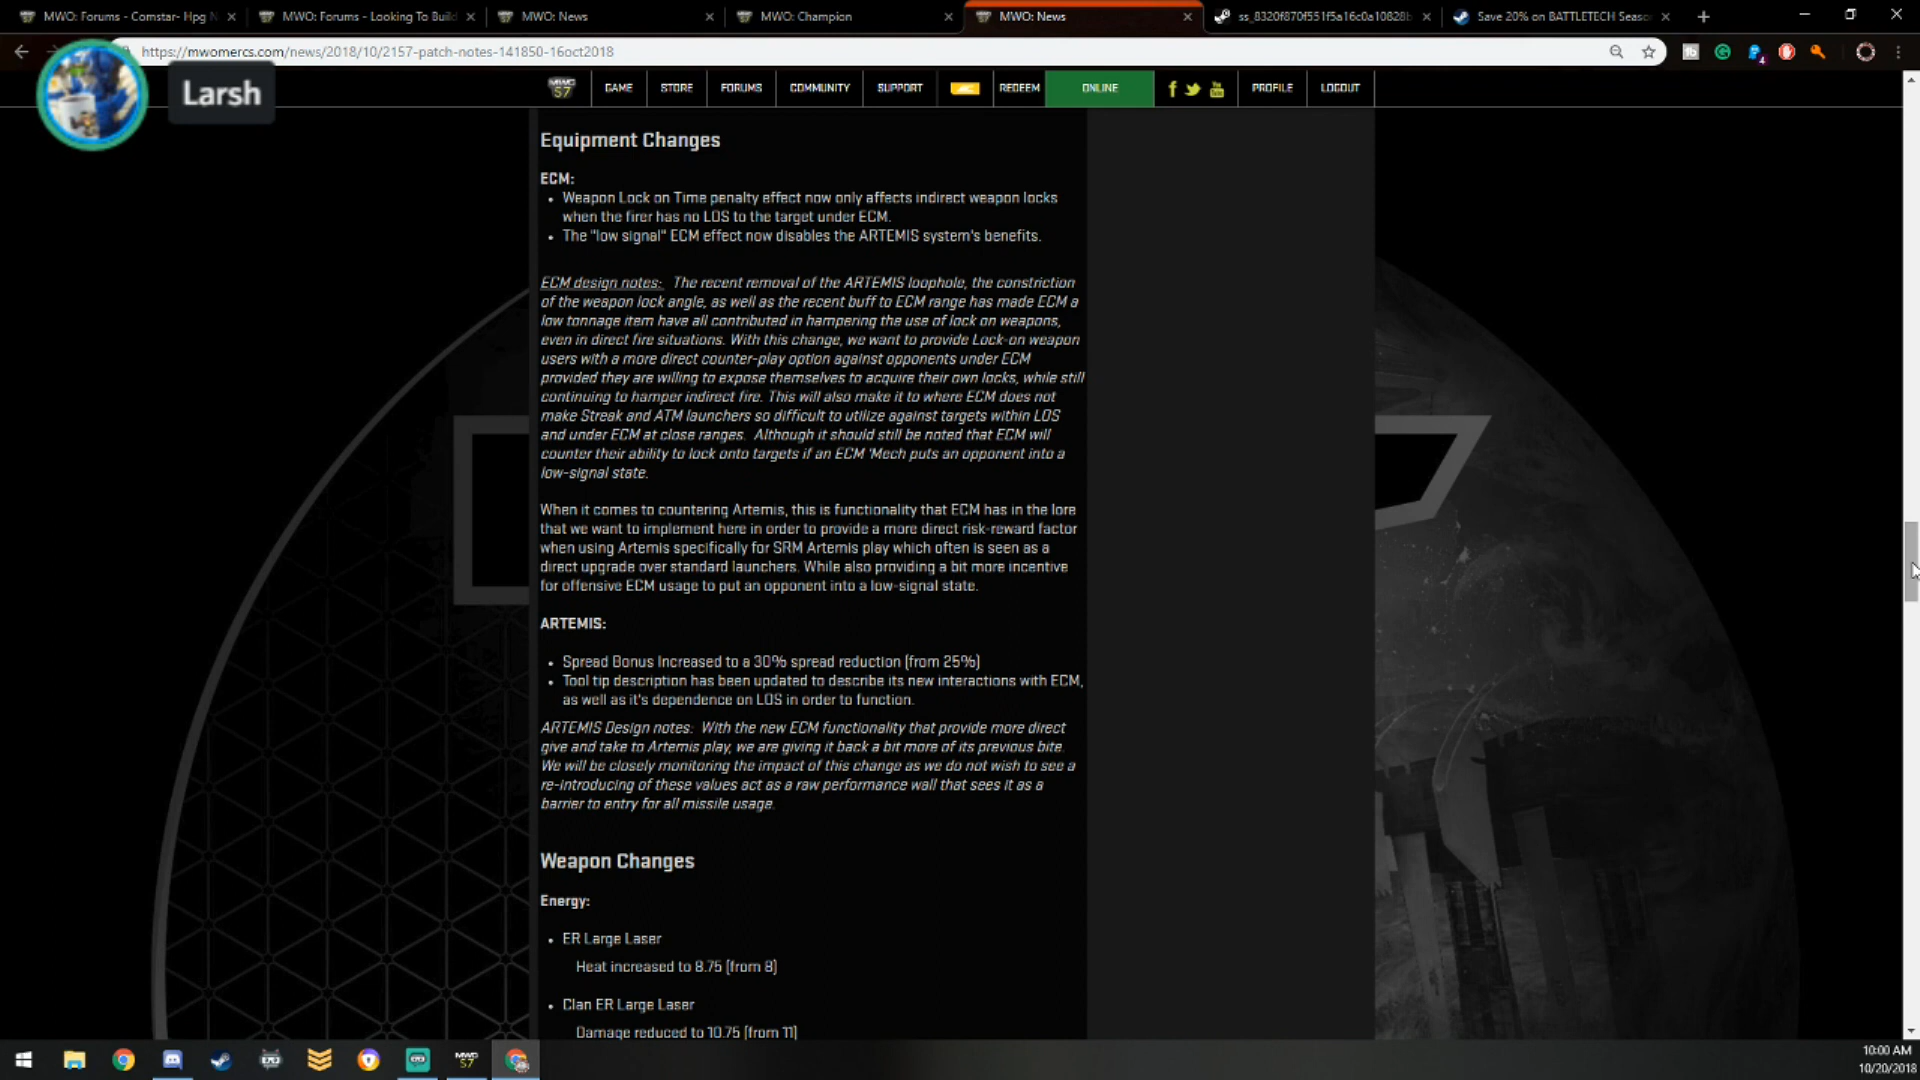 MWO: Forums - Comstar- Hpg N
MWO: Forums - Looking To Build
MWO: News
MWO: Champion
MWO: News
ss_8320f870f551f5a16c0a10828b
Save 20% on BATTLETECH Seaso
https://mwomercs.com/news/2018/10/2157-patch-notes-141850-16oct2018
4
Larsh
MWO S7
GAME
STORE
FORUMS
COMMUNITY
SUPPORT
REDEEM
ONLINE
PROFILE
LOGOUT
Equipment Changes
ECM:
• Weapon Lock on Time penalty effect now only affects indirect weapon locks
when the firer has no LOS to the target under ECM.
• The "low signal" ECM effect now disables the ARTEMIS system's benefits.
ECM design notes: The recent removal of the ARTEMIS loophole, the constriction
of the weapon lock angle, as well as the recent buff to ECM range has made ECM a
low tonnage item have all contributed in hampering the use of lock on weapons,
even in direct fire situations. With this change, we want to provide Lock-on weapon
users with a more direct counter-play option against opponents under ECM
provided they are willing to expose themselves to acquire their own locks, while still
continuing to hamper indirect fire. This will also make it to where ECM does not
make Streak and ATM launchers so difficult to utilize against targets within LOS
and under ECM at close ranges. Although it should still be noted that ECM will
counter their ability to lock onto targets if an ECM 'Mech puts an opponent into a
low-signal state.
When it comes to countering Artemis, this is functionality that ECM has in the lore
that we want to implement here in order to provide a more direct risk-reward factor
when using Artemis specifically for SRM Artemis play which often is seen as a
direct upgrade over standard launchers. While also providing a bit more incentive
for offensive ECM usage to put an opponent into a low-signal state.
ARTEMIS:
• Spread Bonus Increased to a 30% spread reduction (from 25%)
• Tool tip description has been updated to describe its new interactions with ECM,
as well as it's dependence on LOS in order to function.
ARTEMIS Design notes: With the new ECM functionality that provide more direct
give and take to Artemis play, we are giving it back a bit more of its previous bite.
We will be closely monitoring the impact of this change as we do not wish to see a
re-introducing of these values act as a raw performance wall that sees it as a
barrier to entry for all missile usage.
Weapon Changes
Energy:
• ER Large Laser
Heat increased to 8.75 (from 8)
• Clan ER Large Laser
Damage reduced to 10.75 (from 11)
MWO S7
10:00 AM
10/20/2018